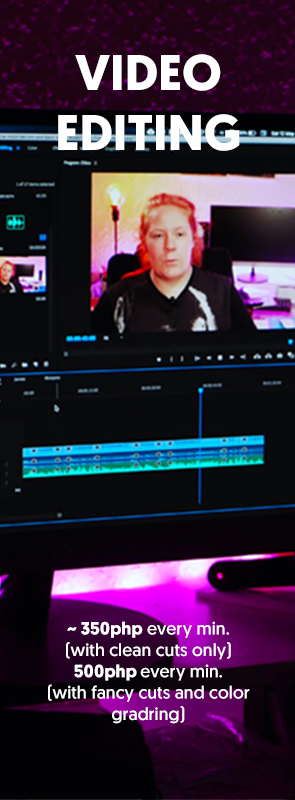 VIDEO
EDITING
~ 350php every min.
(with clean cuts only)
500php every min.
(with fancy cuts and color
gradring)